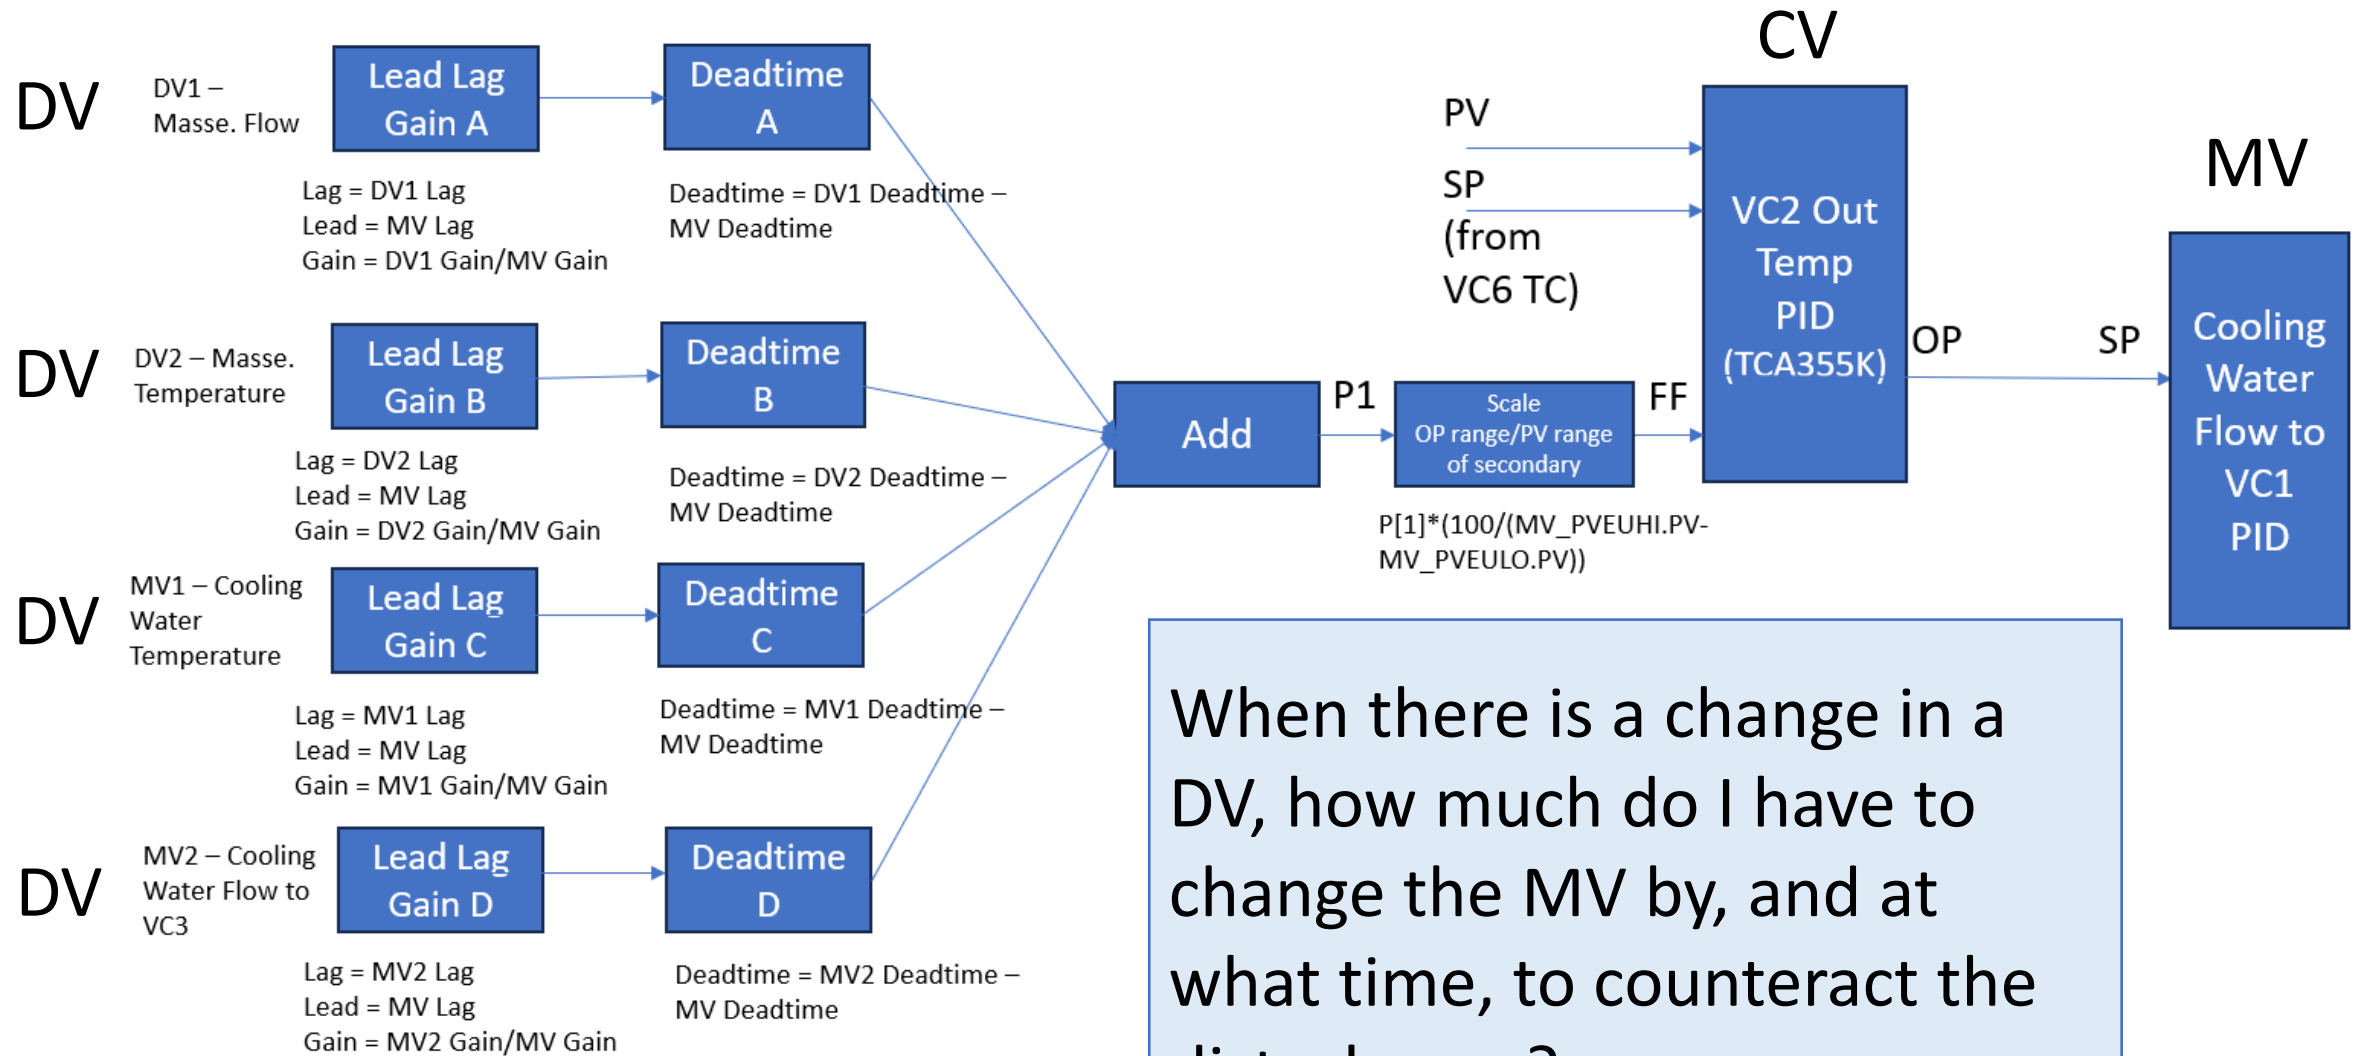 CV
DV
DV1 –
Masse. Flow
Lead Lag
Gain A
Deadtime
A
Lag = DV1 Lag
Lead = MV Lag
Gain = DV1 Gain/MV Gain
Deadtime = DV1 Deadtime –
MV Deadtime
DV
DV2 – Masse.
Temperature
Lead Lag
Gain B
Deadtime
B
Lag = DV2 Lag
Lead = MV Lag
Gain = DV2 Gain/MV Gain
Deadtime = DV2 Deadtime –
MV Deadtime
DV
MV1 – Cooling
Water
Temperature
Lead Lag
Gain C
Deadtime
C
Lag = MV1 Lag
Lead = MV Lag
Gain = MV1 Gain/MV Gain
Deadtime = MV1 Deadtime –
MV Deadtime
DV
MV2 – Cooling
Water Flow to
VC3
Lead Lag
Gain D
Deadtime
D
Lag = MV2 Lag
Lead = MV Lag
Gain = MV2 Gain/MV Gain
Deadtime = MV2 Deadtime –
MV Deadtime
Add
P1
Scale
OP range/PV range
of secondary
FF
P[1]*(100/(MV_PVEUHI.PV-
MV_PVEULO.PV))
PV
SP
(from
VC6 TC)
VC2 Out
Temp
PID
(TCA355K)
OP
SP
MV
Cooling
Water
Flow to
VC1
PID
When there is a change in a
DV, how much do I have to
change the MV by, and at
what time, to counteract the